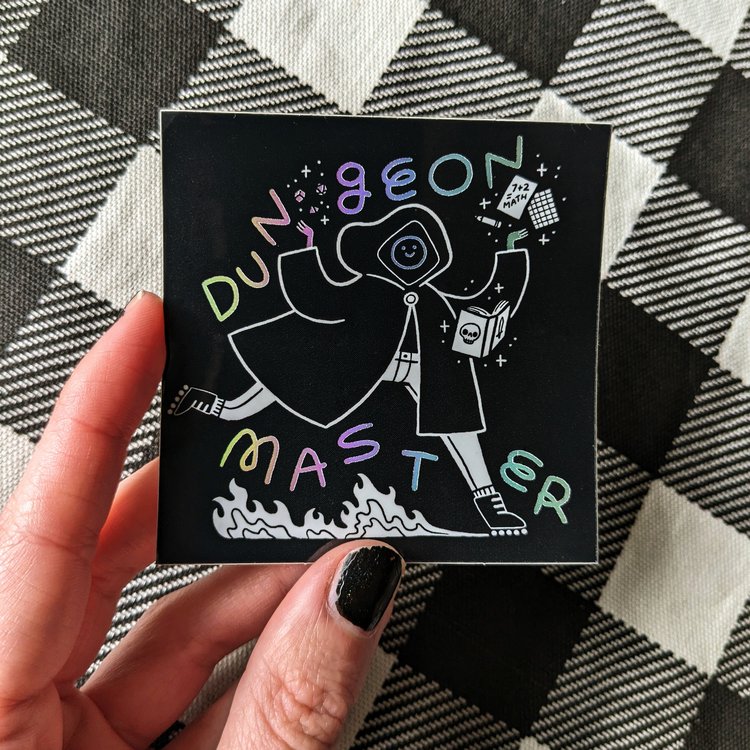 DUNgEON
7+2
= MATH
MASTER